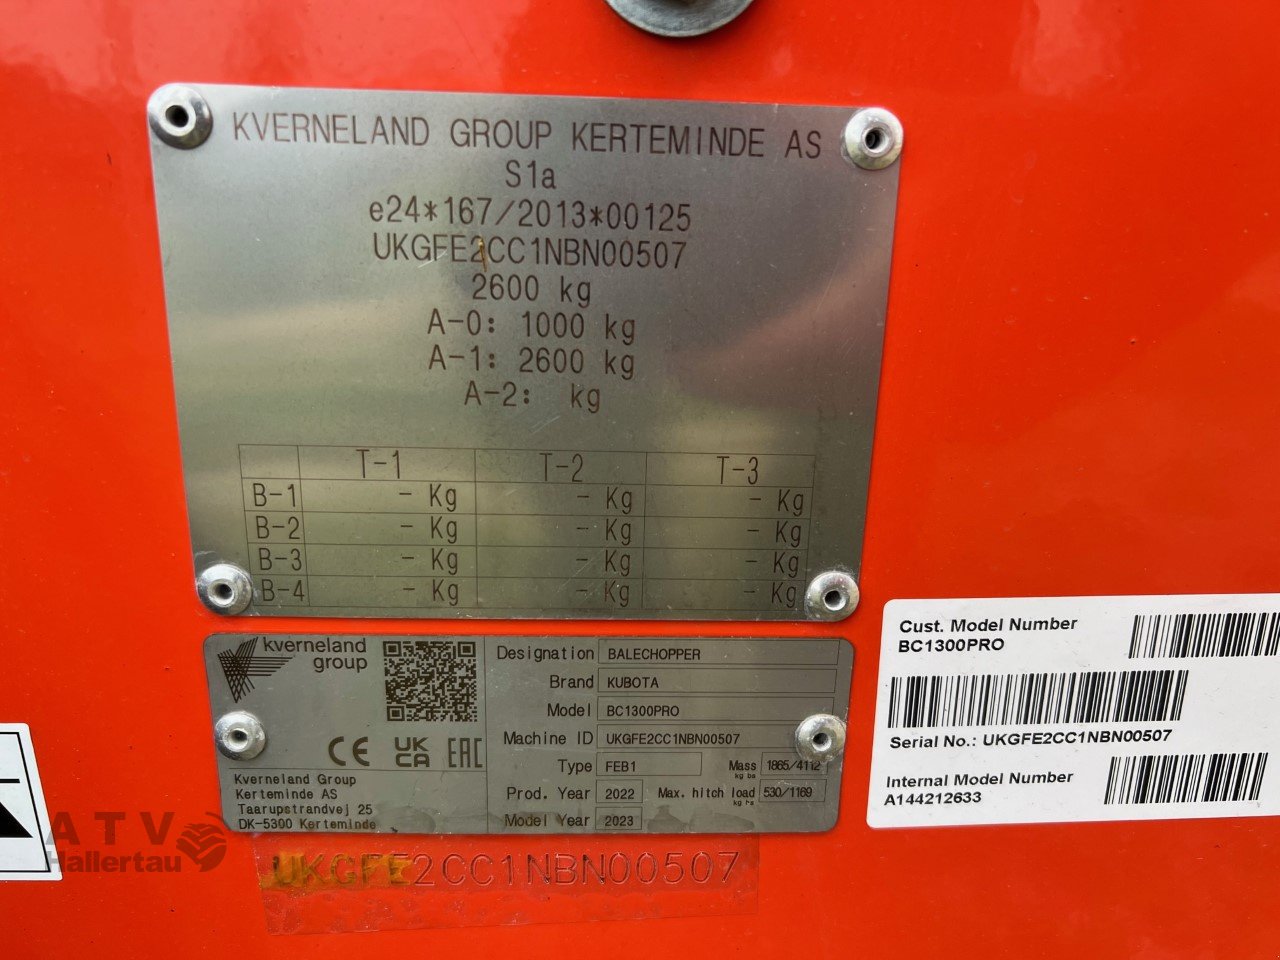 KVERNELAND GROUP KERTEMINDE AS
S1a
e24*167/2013*00125
UKGFE2CC1NBN00507
2600 kg
A-0: 1000 kg
A-1: 2600 kg
A-2: kg
T-1 T-2 T-3
B-1 - Kg - Kg - Kg
B-2 - Kg - Kg - Kg
B-3 - Kg - Kg - Kg
B-4 - Kg - Kg - Kg
kverneland
group
CE UK CA EAC
Kverneland Group
Kerteminde AS
Taarupstrandvej 25
DK-5300 Kerteminde
Designation BALECHOPPER
Brand KUBOTA
Model BC1300PRO
Machine ID UKGFE2CC1NBN00507
Type FEB1 Mass kg ba 1865/4112
Prod. Year 2022 Max. hitch load kg hs 530/1169
Model Year 2023
UKGFE2CC1NBN00507
Cust. Model Number
BC1300PRO
Serial No.: UKGFE2CC1NBN00507
Internal Model Number
A144212633
ATV
Hallertau